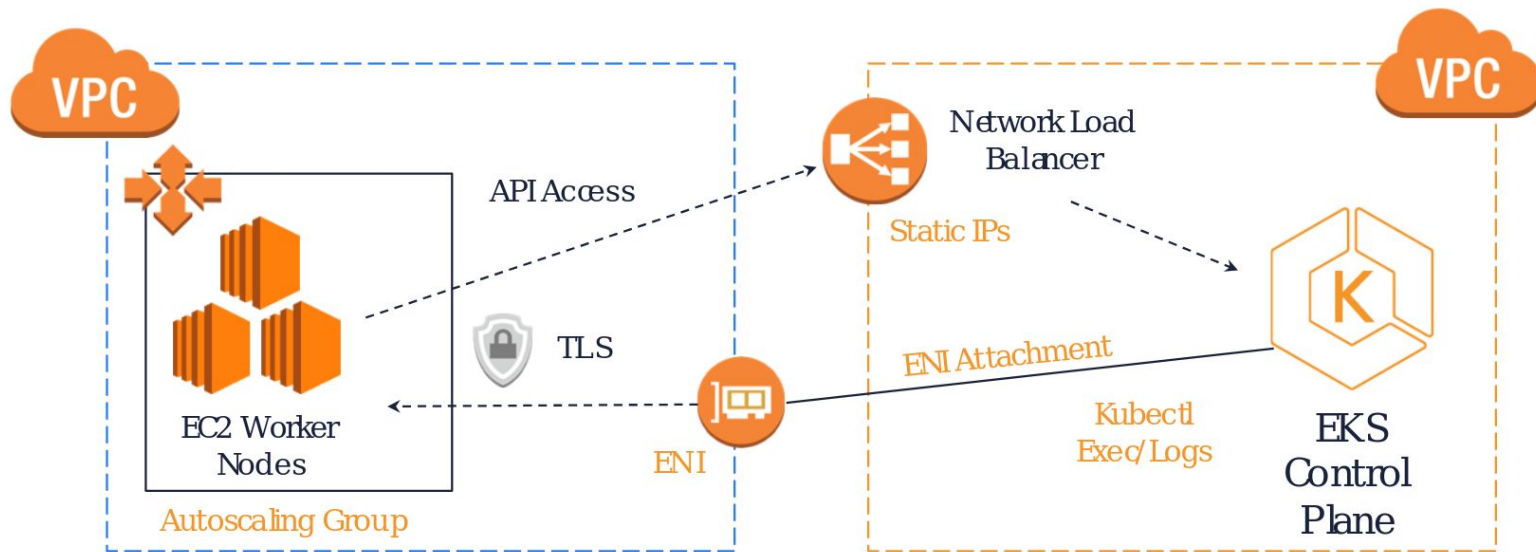 VPC
VPC
Network Load
Balancer
API Access
Static IPs
TLS
ENI Attachment
K
EC2 Worker
Nodes
ENI
Kubectl
Exec/Logs
EKS
Control
Plane
Autoscaling Group